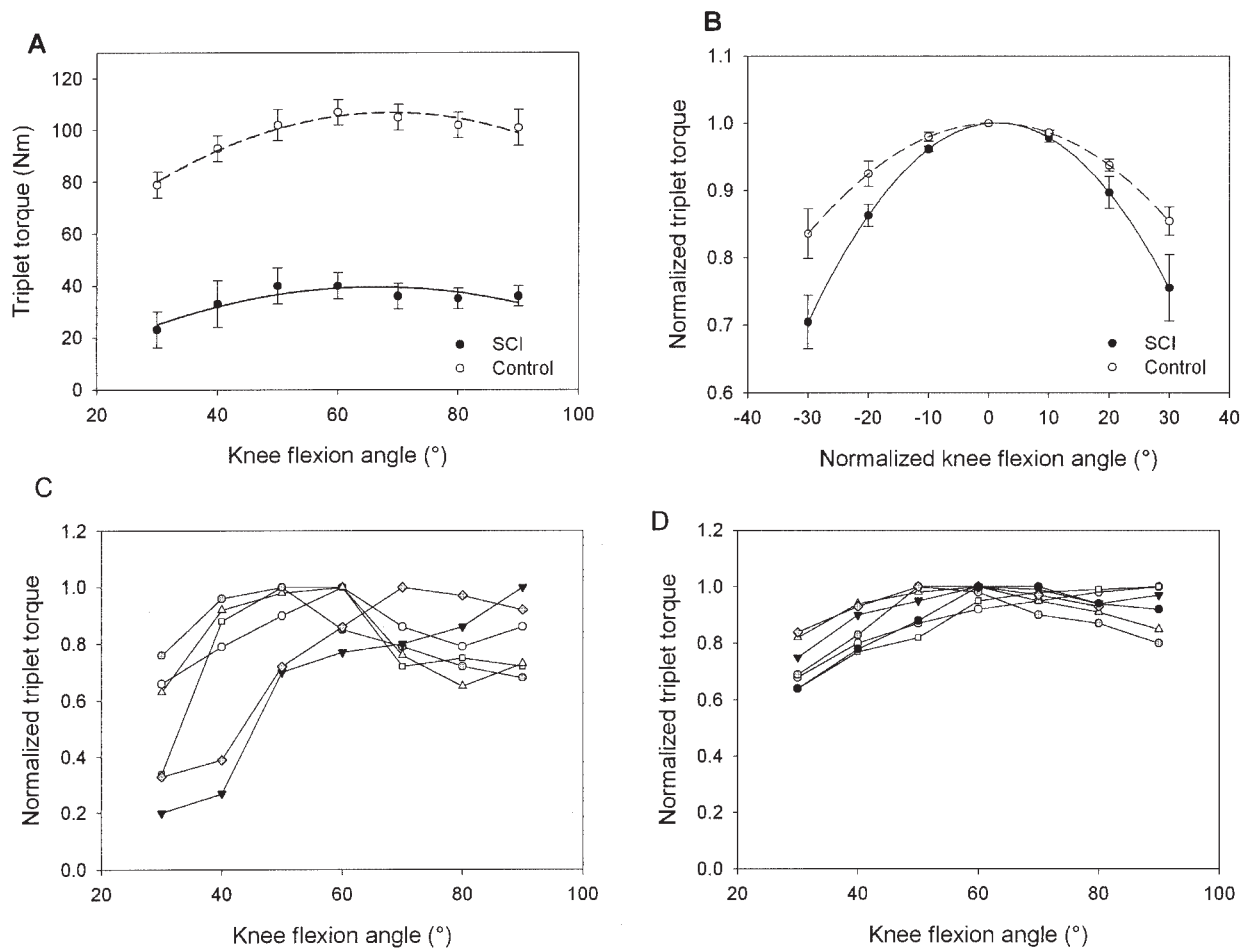 A
Triplet torque (Nm)
120
100
80
60
40
20
0
SCI
Control
20 40 60 80 100
Knee flexion angle (°)
B
Normalized triplet torque
1.1
1.0
0.9
0.8
0.7
0.6
SCI
Control
-40 -30 -20 -10 0 10 20 30 40
Normalized knee flexion angle (°)
C
Normalized triplet torque
1.2
1.0
0.8
0.6
0.4
0.2
0.0
20 40 60 80 100
Knee flexion angle (°)
D
Normalized triplet torque
1.2
1.0
0.8
0.6
0.4
0.2
0.0
20 40 60 80 100
Knee flexion angle (°)